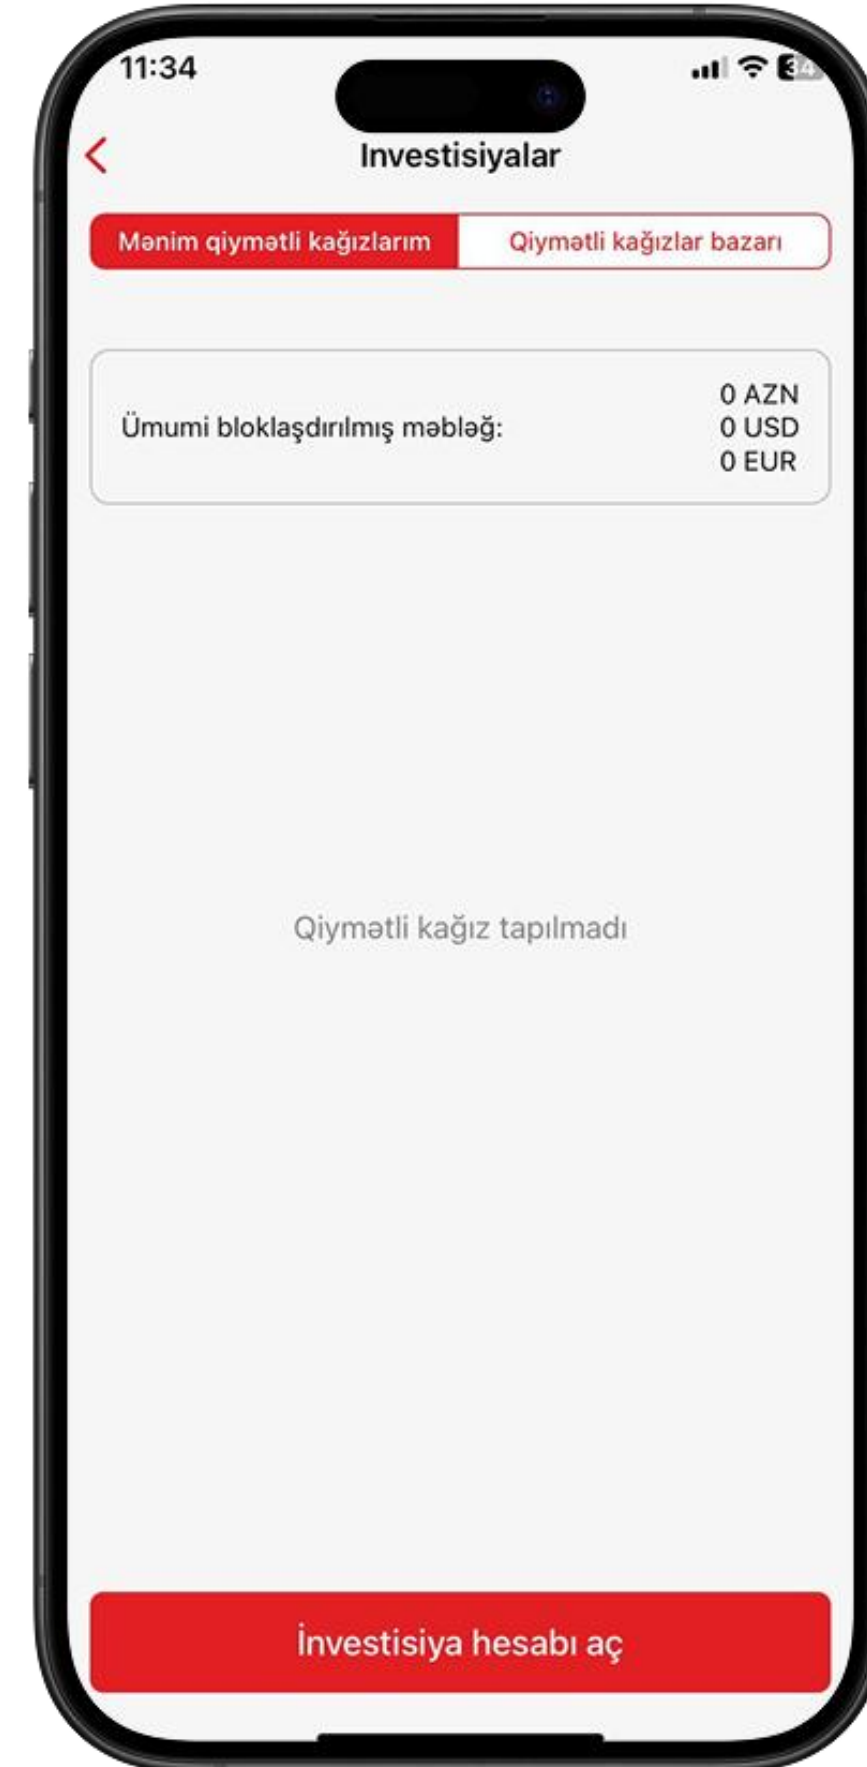 11:34
34
Investisiyalar
Mənim qiymətli kağızlarım
Qiymətli kağızlar bazarı
Ümumi bloklaşdırılmış məbləğ:
0 AZN
0 USD
0 EUR
Qiymətli kağız tapılmadı
İnvestisiya hesabı aç